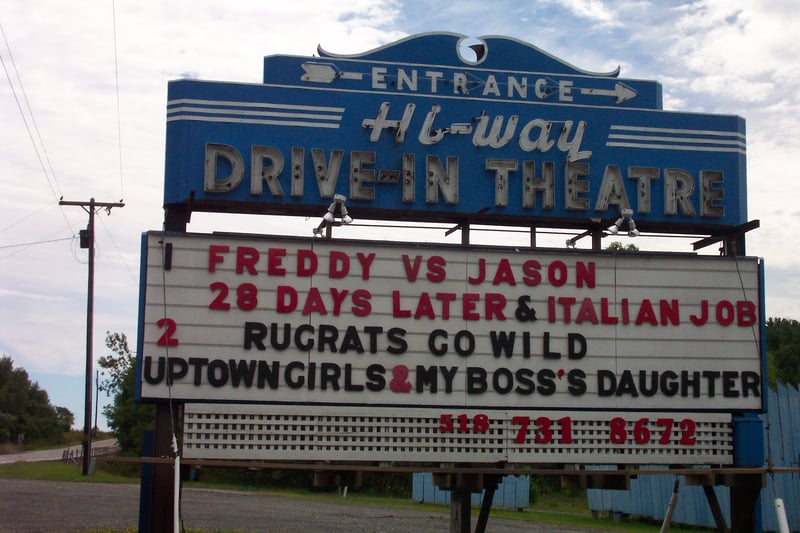 ENTRANCE
Hi-way
DRIVE-IN THEATRE
1 FREDDY VS JASON
28 DAYS LATER & ITALIAN JOB
2 RUGRATS GO WILD
UPTOWN GIRLS & MY BOSS'S DAUGHTER
518 731 8672